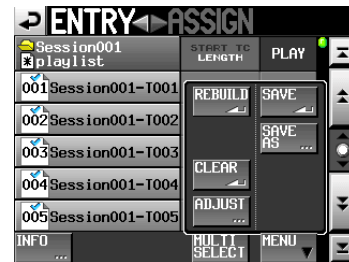 ENTRY ASSIGN
Session001
*playlist
START TC
LENGTH
PLAY
001 Session001-T001
002 Session001-T002
003 Session001-T003
004 Session001-T004
005 Session001-T005
REBUILD
SAVE
SAVE
AS ...
CLEAR
ADJUST
...
INFO
...
MULTI
SELECT
MENU